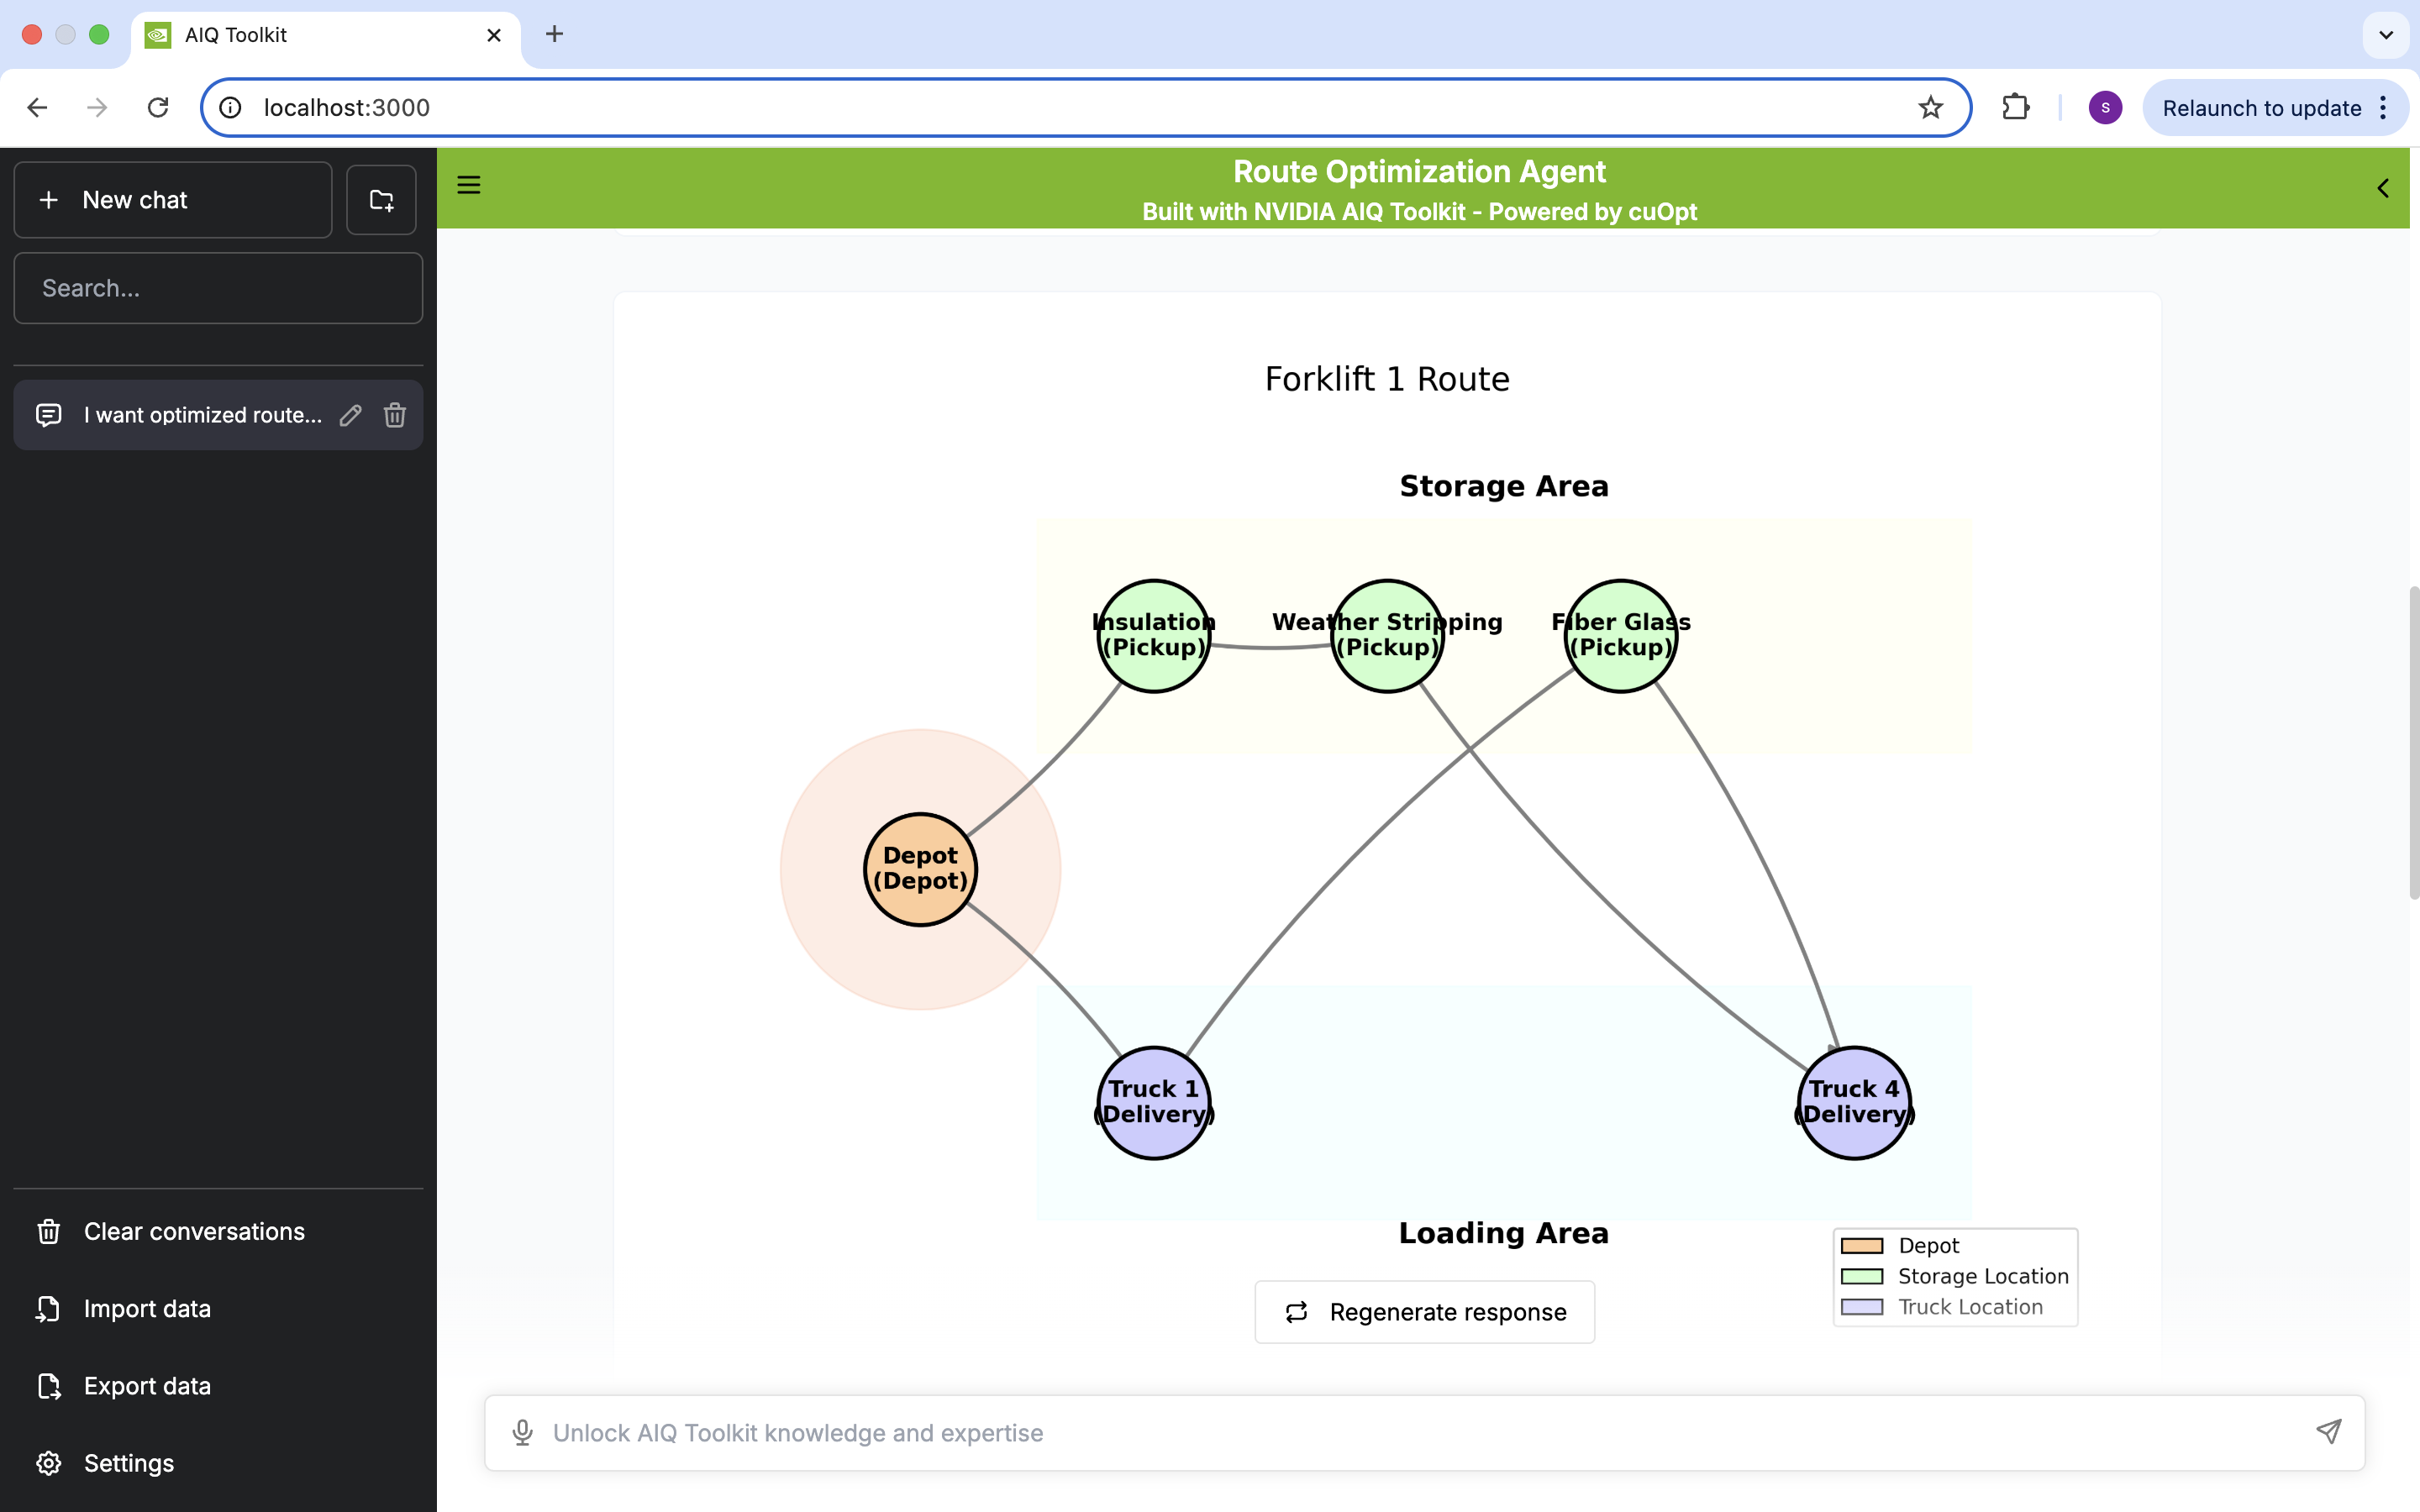 AIQ Toolkit
localhost:3000
S
Relaunch to update
New chat
Search...
I want optimized route...
Clear conversations
Import data
Export data
Settings
Route Optimization Agent
Built with NVIDIA AIQ Toolkit - Powered by cuOpt
Forklift 1 Route
Storage Area
Insulation
(Pickup)
Weather Stripping
(Pickup)
Fiber Glass
(Pickup)
Depot
(Depot)
Truck 1
(Delivery)
Truck 4
(Delivery)
Loading Area
Depot
Storage Location
Truck Location
Regenerate response
Unlock AIQ Toolkit knowledge and expertise